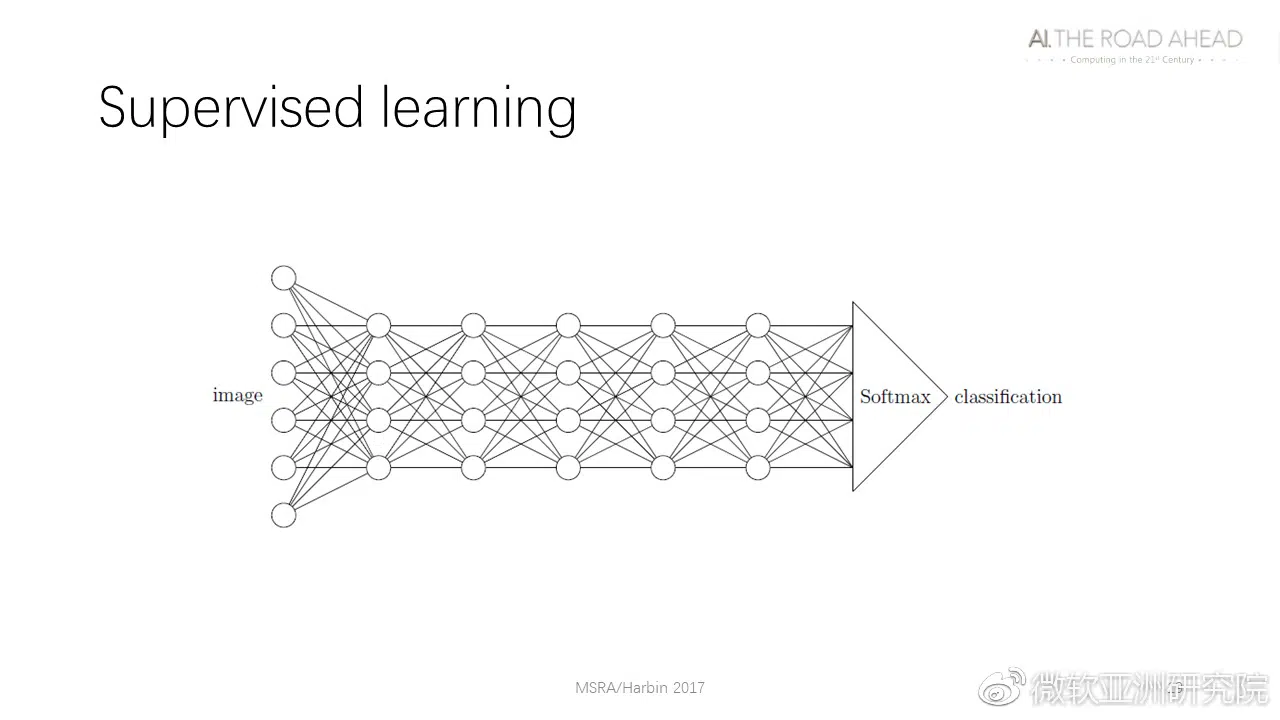 AI. THE ROAD AHEAD
Computing in the 21st Century
Supervised learning
image
Softmax
classification
MSRA/Harbin 2017
微软亚洲研究院